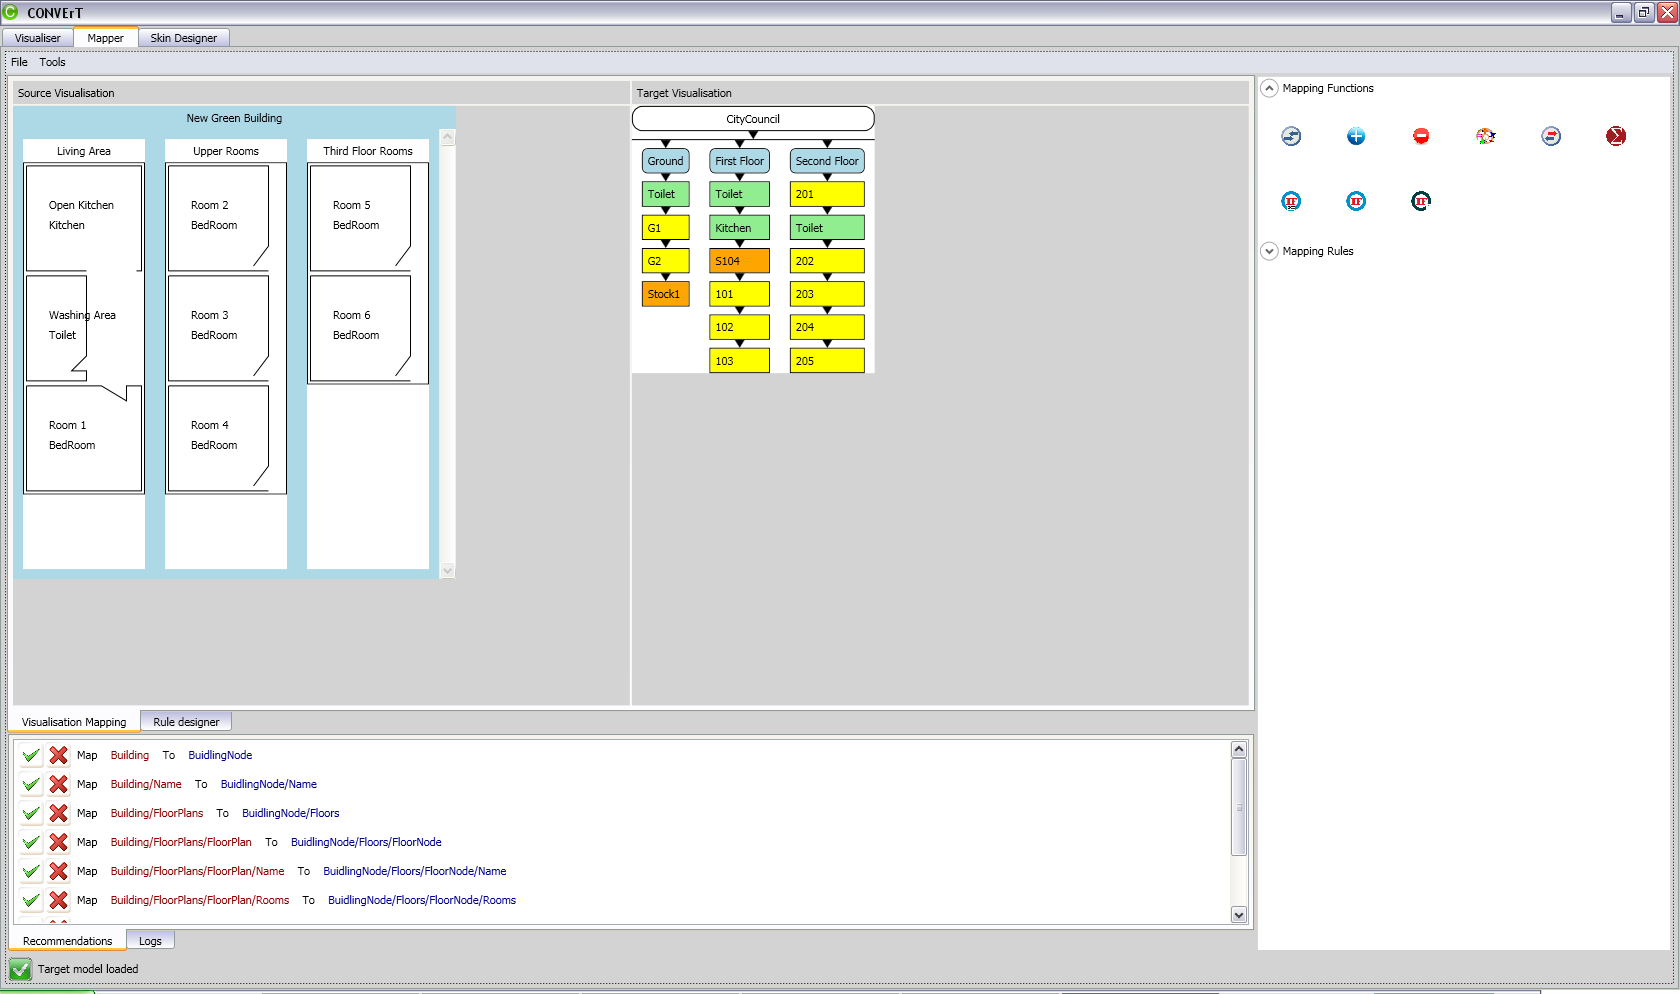 CONVErT
Visualiser Mapper Skin Designer
File Tools
Source Visualisation
New Green Building
Living Area
Open Kitchen
Kitchen
Washing Area
Toilet
Room 1
BedRoom
Upper Rooms
Room 2
BedRoom
Room 3
BedRoom
Room 4
BedRoom
Third Floor Rooms
Room 5
BedRoom
Room 6
BedRoom
Target Visualisation
CityCouncil
Ground
Toilet
G1
G2
Stock1
First Floor
Toilet
Kitchen
S104
101
102
103
Second Floor
201
Toilet
202
203
204
205
Mapping Functions
IF IF IF
Mapping Rules
Visualisation Mapping Rule designer
Map Building To BuidlingNode
Map Building/Name To BuidlingNode/Name
Map Building/FloorPlans To BuidlingNode/Floors
Map Building/FloorPlans/FloorPlan To BuidlingNode/Floors/FloorNode
Map Building/FloorPlans/FloorPlan/Name To BuidlingNode/Floors/FloorNode/Name
Map Building/FloorPlans/FloorPlan/Rooms To BuidlingNode/Floors/FloorNode/Rooms
Recommendations Logs
Target model loaded